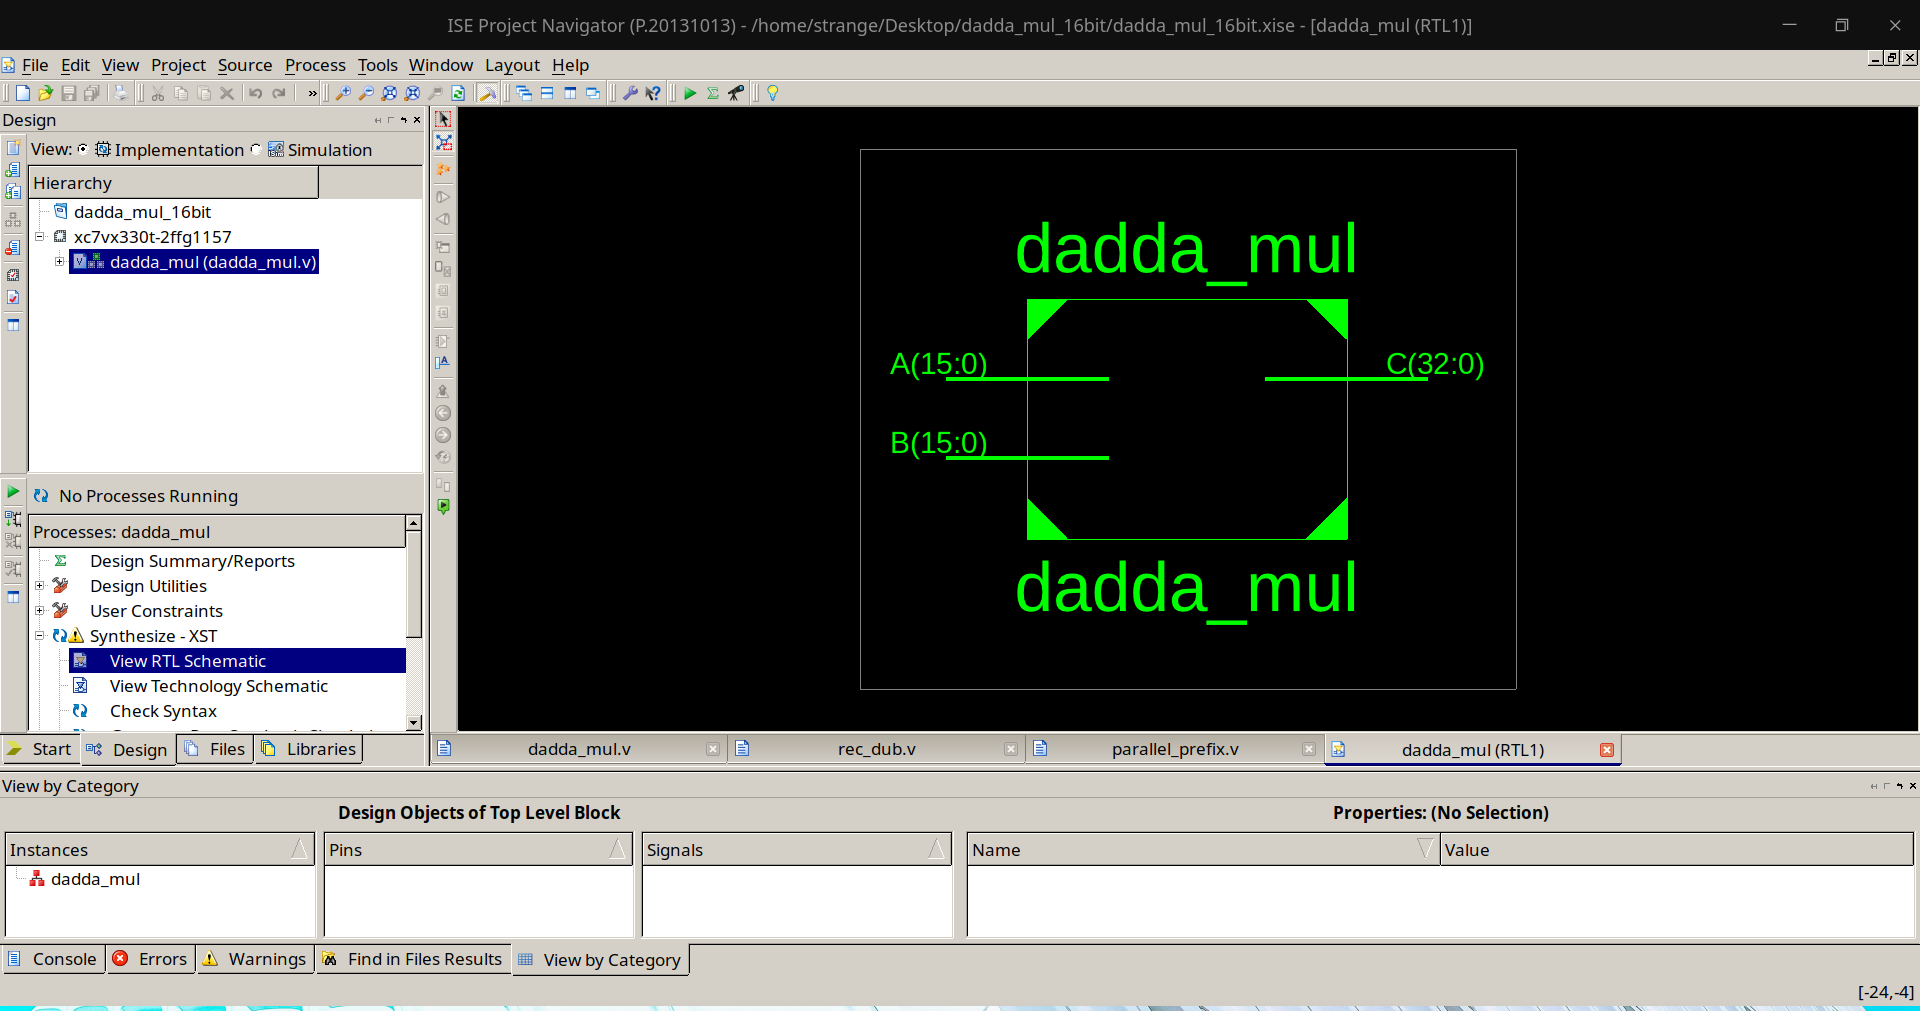 ISE Project Navigator (P.20131013) - /home/strange/Desktop/dadda_mul_16bit/dadda_mul_16bit.xise - [dadda_mul (RTL1)]
File Edit View Project Source Process Tools Window Layout Help
Design
View: Implementation Simulation
Hierarchy
dadda_mul_16bit
xc7vx330t-2ffg1157
dadda_mul (dadda_mul.v)
No Processes Running
Processes: dadda_mul
Design Summary/Reports
Design Utilities
User Constraints
Synthesize - XST
View RTL Schematic
View Technology Schematic
Check Syntax
Start Design Files Libraries
dadda_mul
A(15:0) C(32:0)
B(15:0)
dadda_mul
dadda_mul.v rec_dub.v parallel_prefix.v dadda_mul (RTL1)
View by Category
Design Objects of Top Level Block Properties: (No Selection)
Instances Pins Signals Name Value
dadda_mul
Console Errors Warnings Find in Files Results View by Category
[-24,-4]